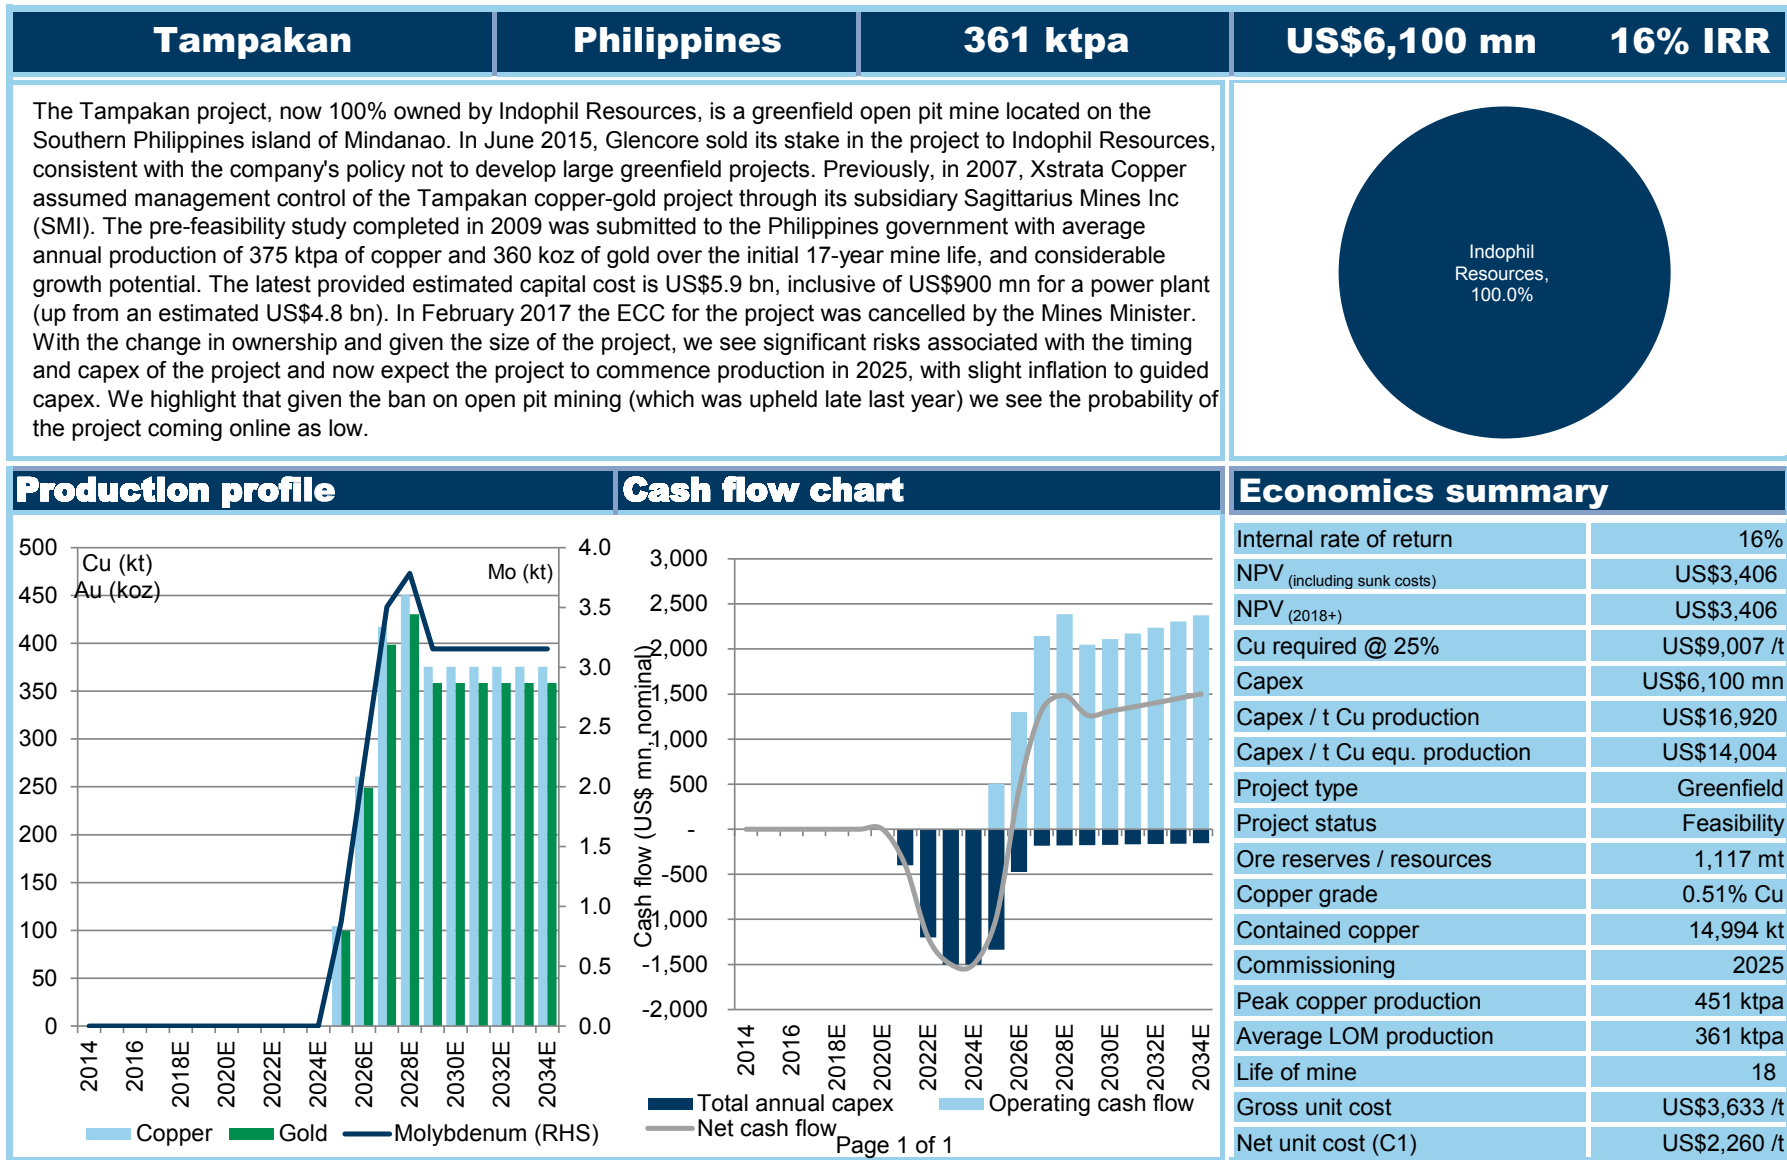 Tampakan
Philippines
361 ktpa
US$6,100 mn
16% IRR
The Tampakan project, now 100% owned by Indophil Resources, is a greenfield open pit mine located on the
Southern Philippines island of Mindanao. In June 2015, Glencore sold its stake in the project to Indophil Resources,
consistent with the company's policy not to develop large greenfield projects. Previously, in 2007, Xstrata Copper
assumed management control of the Tampakan copper-gold project through its subsidiary Sagittarius Mines Inc
(SMI). The pre-feasibility study completed in 2009 was submitted to the Philippines government with average
annual production of 375 ktpa of copper and 360 koz of gold over the initial 17-year mine life, and considerable
growth potential. The latest provided estimated capital cost is US$5.9 bn, inclusive of US$900 mn for a power plant
(up from an estimated US$4.8 bn). In February 2017 the ECC for the project was cancelled by the Mines Minister.
With the change in ownership and given the size of the project, we see significant risks associated with the timing
and capex of the project and now expect the project to commence production in 2025, with slight inflation to guided
capex. We highlight that given the ban on open pit mining (which was upheld late last year) we see the probability of
the project coming online as low.
Indophil
Resources,
100.0%
Production profile
Cu (kt)
Au (koz)
Mo (kt)
500
450
400
350
300
250
200
150
100
50
0
4.0
3.5
3.0
2.5
2.0
1.5
1.0
0.5
0.0
2014
2016
2018E
2020E
2022E
2024E
2026E
2028E
2030E
2032E
2034E
Copper
Gold
Molybdenum (RHS)
Cash flow chart
Cash flow (US$ mn, nominal)
3,000
2,500
2,000
1,500
1,000
500
-
-500
-1,000
-1,500
-2,000
2014
2016
2018E
2020E
2022E
2024E
2026E
2028E
2030E
2032E
2034E
Total annual capex
Operating cash flow
Net cash flow
Page 1 of 1
Economics summary
Internal rate of return 16%
NPV (including sunk costs) US$3,406
NPV (2018+) US$3,406
Cu required @ 25% US$9,007 /t
Capex US$6,100 mn
Capex / t Cu production US$16,920
Capex / t Cu equ. production US$14,004
Project type Greenfield
Project status Feasibility
Ore reserves / resources 1,117 mt
Copper grade 0.51% Cu
Contained copper 14,994 kt
Commissioning 2025
Peak copper production 451 ktpa
Average LOM production 361 ktpa
Life of mine 18
Gross unit cost US$3,633 /t
Net unit cost (C1) US$2,260 /t